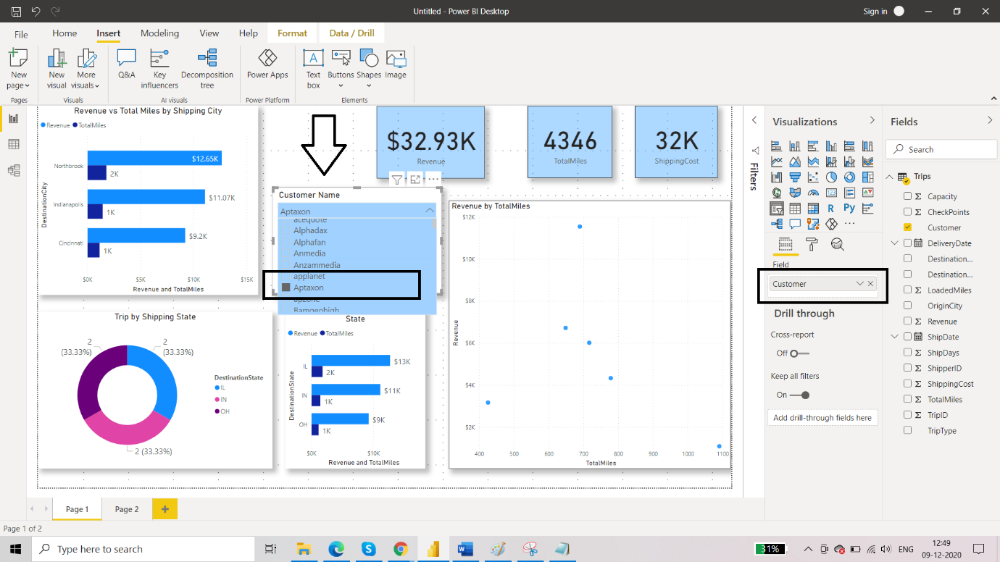 Untitled - Power BI Desktop
Sign in
File
Home
Insert
Modeling
View
Help
Format
Data / Drill
New
page
New
visual
More
visuals
Q&A
Key
influencers
Decomposition
tree
Power Apps
Text
box
Buttons
Shapes
Image
Pages
Visuals
AI visuals
Power Platform
Elements
Revenue vs Total Miles by Shipping City
Revenue
TotalMiles
DestinationCity
Northbrook
$12.65K
2K
Indianapolis
$11.07K
1K
Cincinnati
$9.2K
1K
$0K
$5K
$10K
$15K
Revenue and TotalMiles
$32.93K
Revenue
4346
TotalMiles
32K
ShippingCost
Customer Name
Aptaxon
acequote
Alphadax
Alphafan
Anmedia
Anzammedia
applanet
Aptaxon
apzone
Bamgeohigh
Revenue by TotalMiles
$12K
$10K
$8K
$6K
$4K
$2K
Revenue
400
500
600
700
800
900
1000
1100
TotalMiles
Trip by Shipping State
2
(33.33%)
2
(33.33%)
2 (33.33%)
DestinationState
IL
IN
OH
State
Revenue
TotalMiles
DestinationState
IL
$13K
2K
IN
$11K
1K
OH
$9K
1K
$0K
$10K
Revenue and TotalMiles
Filters
Visualizations
R
Py
123
Field
Customer
Drill through
Cross-report
Off
Keep all filters
On
Add drill-through fields here
Fields
Search
Trips
Capacity
CheckPoints
Customer
DeliveryDate
Destination...
Destination...
LoadedMiles
OriginCity
Revenue
ShipDate
ShipDays
ShipperID
ShippingCost
TotalMiles
TripID
TripType
Page 1
Page 2
Page 1 of 2
Type here to search
31%
ENG
12:49
09-12-2020